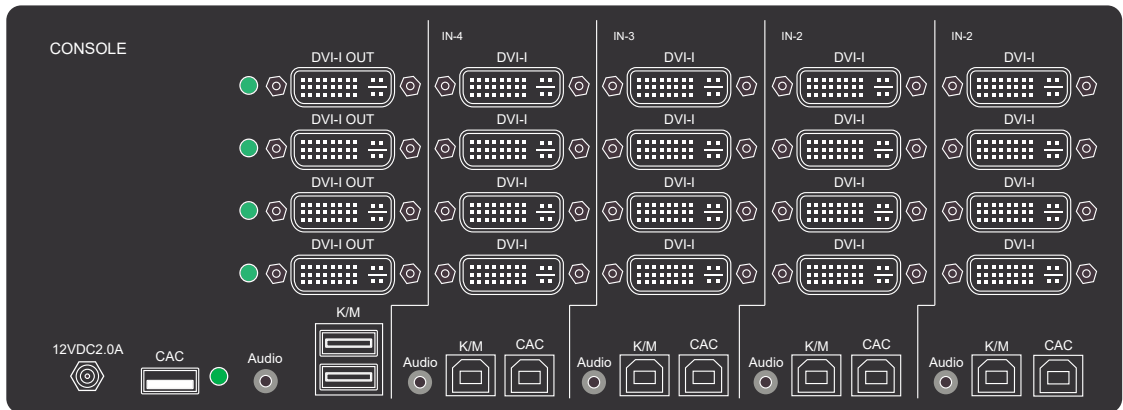 CONSOLE
IN-4
IN-3
IN-2
IN-2
DVI-I OUT
DVI-I
DVI-I
DVI-I
DVI-I
DVI-I OUT
DVI-I
DVI-I
DVI-I
DVI-I
DVI-I OUT
DVI-I
DVI-I
DVI-I
DVI-I
DVI-I OUT
DVI-I
DVI-I
DVI-I
DVI-I
K/M
12VDC2.0A
CAC
Audio
Audio
K/M
CAC
Audio
K/M
CAC
Audio
K/M
CAC
Audio
K/M
CAC